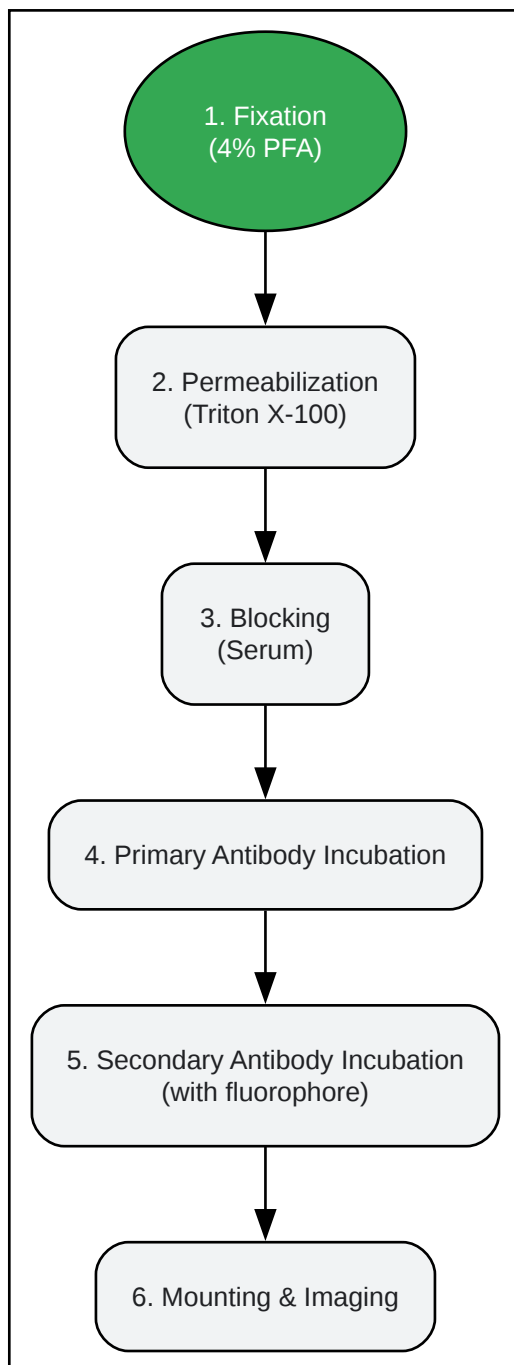 1. Fixation
(4% PFA)
2. Permeabilization
(Triton X-100)
3. Blocking
(Serum)
4. Primary Antibody Incubation
5. Secondary Antibody Incubation
(with fluorophore)
6. Mounting & Imaging